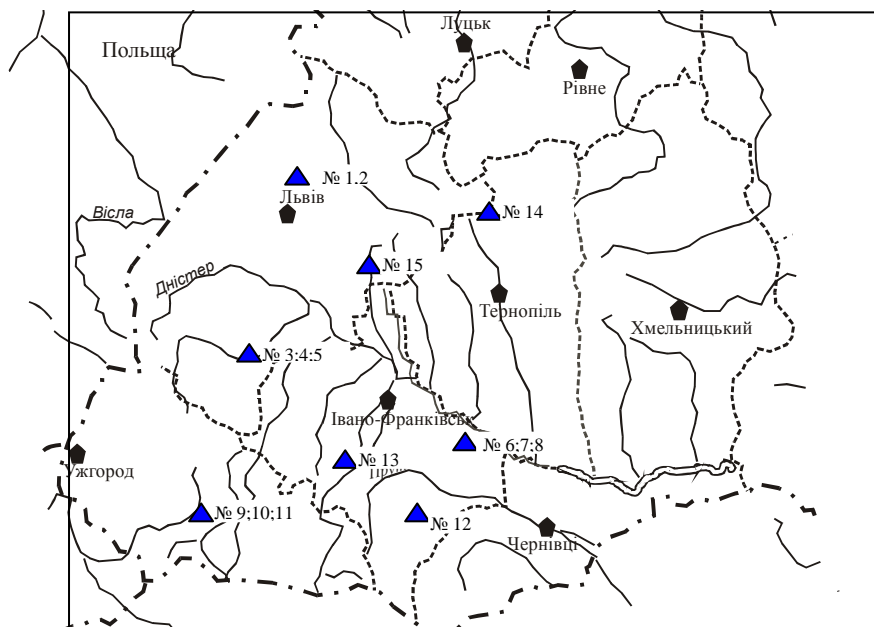 Луцьк
Польща
Рівне
№ 1.2
Львів
Вісла
№ 14
№ 15
Дністер
Тернопіль
Хмельницький
№ 3:4:5
Івано-Франківськ
№ 6;7;8
Ужгород
№ 13
Прут
№ 9;10;11
№ 12
Чернівці